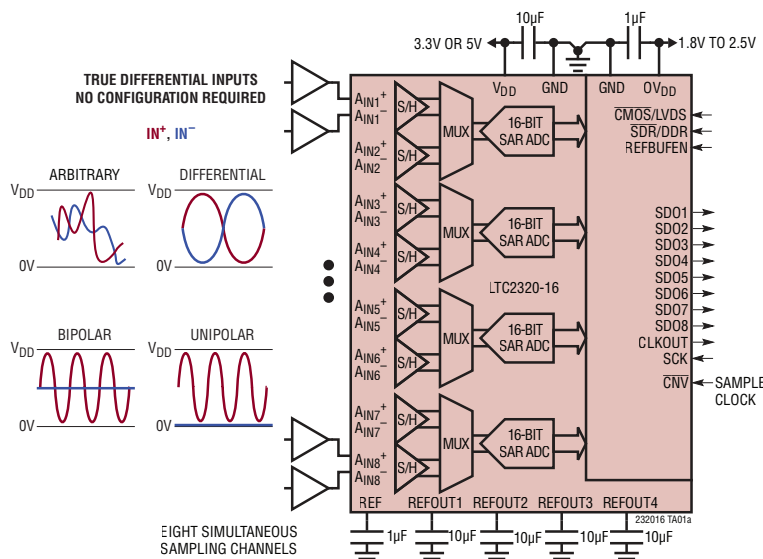 10µF
1µF
3.3V OR 5V
1.8V TO 2.5V
TRUE DIFFERENTIAL INPUTS
NO CONFIGURATION REQUIRED
IN+, IN−
VDD
GND
GND
OVDD
CMOS/LVDS
SDR/DDR
REFBUFEN
AIN1+
AIN1−
S/H
AIN2+
AIN2−
S/H
MUX
16-BIT
SAR ADC
AIN3+
AIN3−
S/H
AIN4+
AIN4−
S/H
MUX
16-BIT
SAR ADC
LTC2320-16
AIN5+
AIN5−
S/H
AIN6+
AIN6−
S/H
MUX
16-BIT
SAR ADC
AIN7+
AIN7−
S/H
AIN8+
AIN8−
S/H
MUX
16-BIT
SAR ADC
SDO1
SDO2
SDO3
SDO4
SDO5
SDO6
SDO7
SDO8
CLKOUT
SCK
CNV
SAMPLE
CLOCK
ARBITRARY
VDD
0V
DIFFERENTIAL
BIPOLAR
VDD
0V
UNIPOLAR
REF
REFOUT1
REFOUT2
REFOUT3
REFOUT4
232016 TA01a
EIGHT SIMULTANEOUS
SAMPLING CHANNELS
1µF
10µF
10µF
10µF
10µF